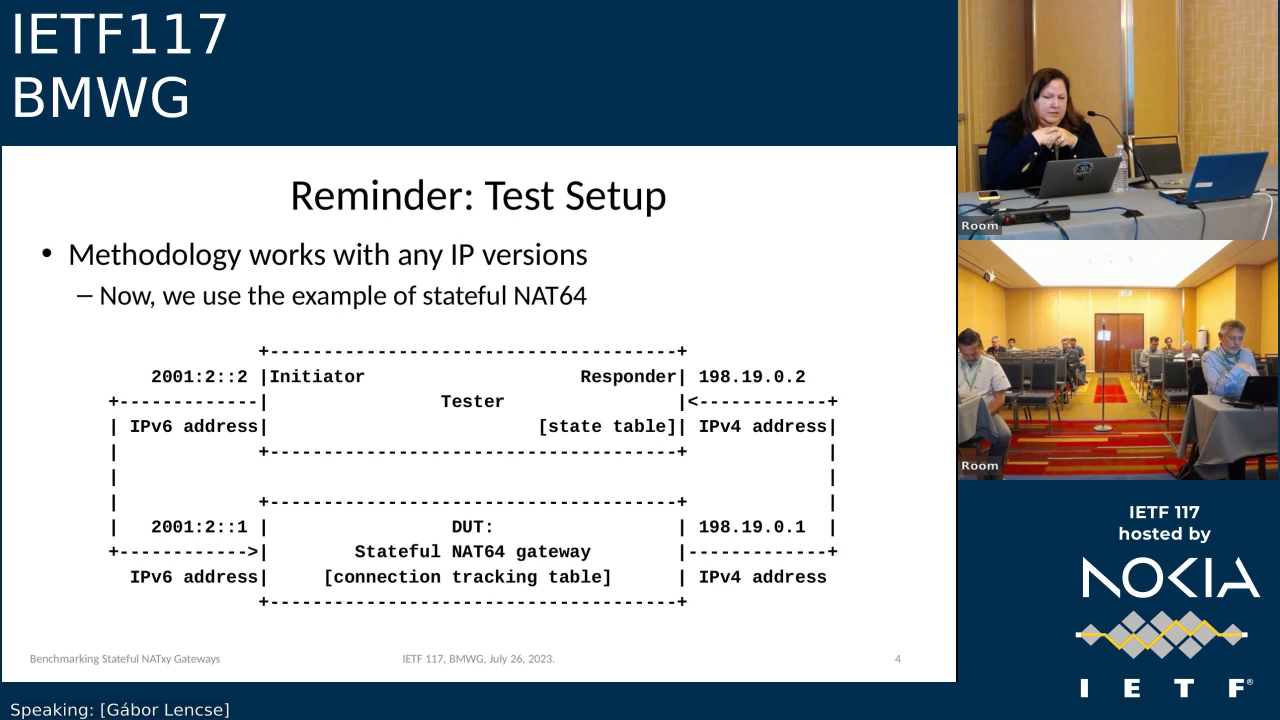 IETF117
BMWG
Reminder: Test Setup
• Methodology works with any IP versions
– Now, we use the example of stateful NAT64
+--------------------------------------+
2001:2::2 |Initiator                    Responder| 198.19.0.2
+-------------|                Tester                |<------------+
| IPv6 address|                         [state table]| IPv4 address|
|             +--------------------------------------+             |
|                                                                  |
|             +--------------------------------------+             |
|   2001:2::1 |                 DUT:                 | 198.19.0.1  |
+------------>|        Stateful NAT64 gateway        |-------------+
IPv6 address|     [connection tracking table]      | IPv4 address
+--------------------------------------+
Benchmarking Stateful NATxy Gateways
IETF 117, BMWG, July 26, 2023.
4
Room
Room
IETF 117
hosted by
NOKIA
I E T F®
Speaking: [Gábor Lencse]